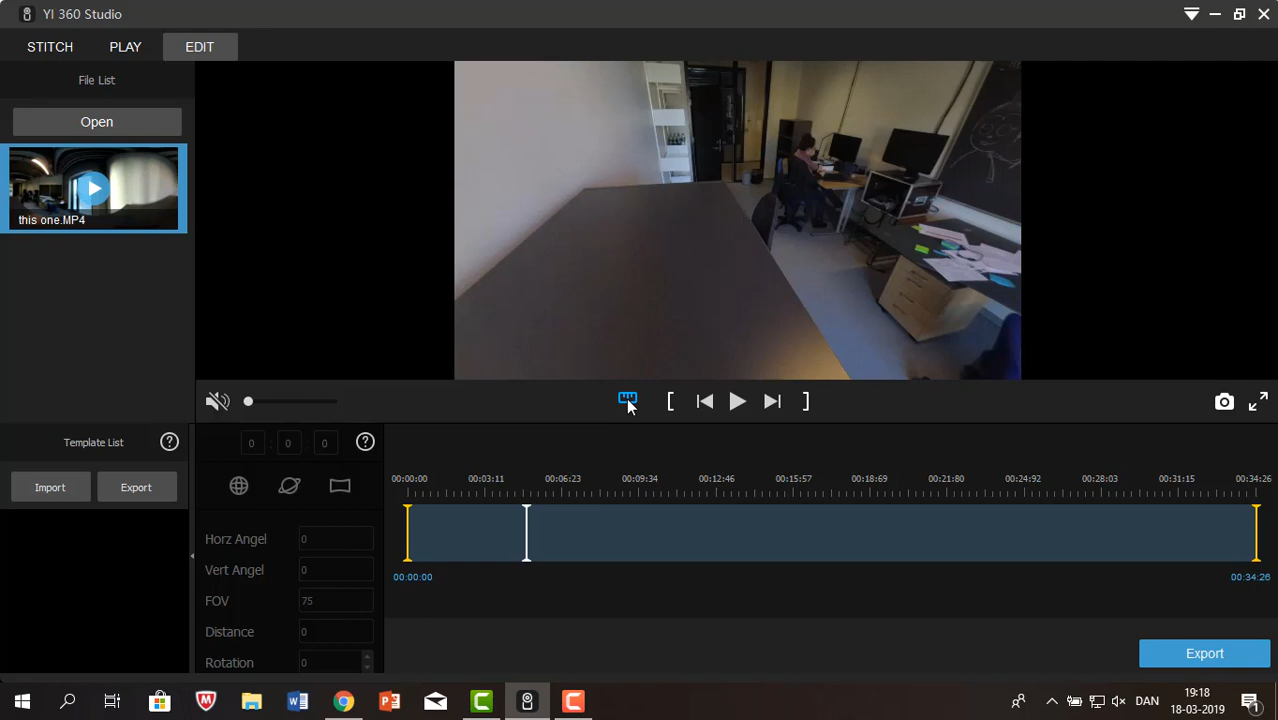 YI 360 Studio
STITCH PLAY EDIT
File List
Open
this one.MP4
Template List
Import Export
0 : 0 : 0
Horz Angel 0
Vert Angel 0
FOV 75
Distance 0
Rotation 0
00:00:00 00:03:11 00:06:23 00:09:34 00:12:46 00:15:57 00:18:69 00:21:80 00:24:92 00:28:03 00:31:15 00:34:26
00:00:00 00:34:26
Export
DAN
19:18
18-03-2019
1